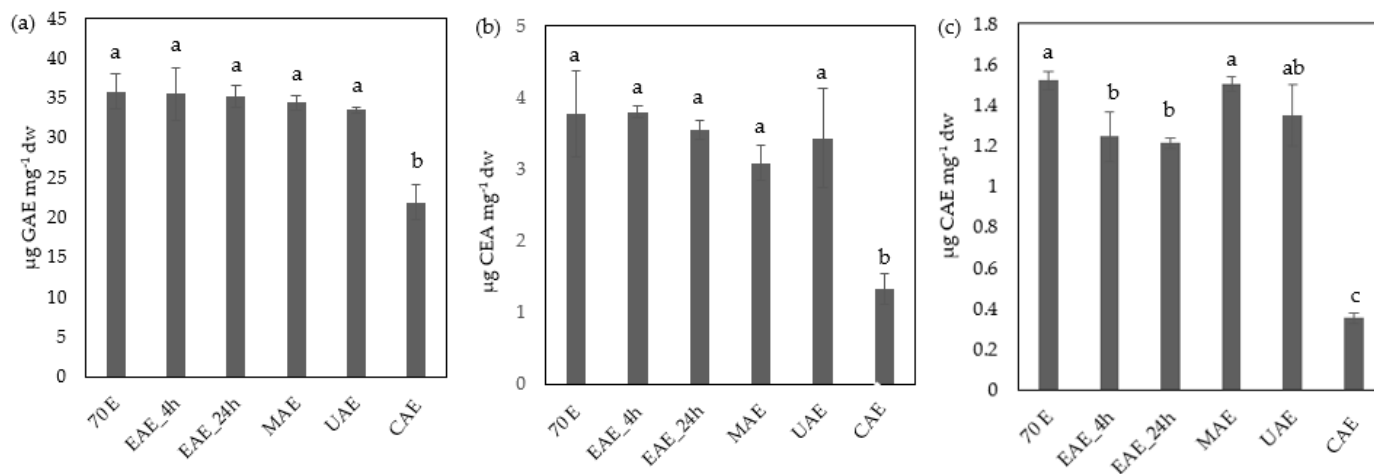 (a)
µg GAE mg⁻¹ dw
45
40
35
30
25
20
15
10
5
0
a
a
a
a
a
b
70 E
EAE_4h
EAE_24h
MAE
UAE
CAE
(b)
µg CEA mg⁻¹ dw
5
4
3
2
1
0
a
a
a
a
a
b
70 E
EAE_4h
EAE_24h
MAE
UAE
CAE
(c)
µg CAE mg⁻¹ dw
1.8
1.6
1.4
1.2
1
0.8
0.6
0.4
0.2
0
a
b
b
a
ab
c
70 E
EAE_4h
EAE_24h
MAE
UAE
CAE